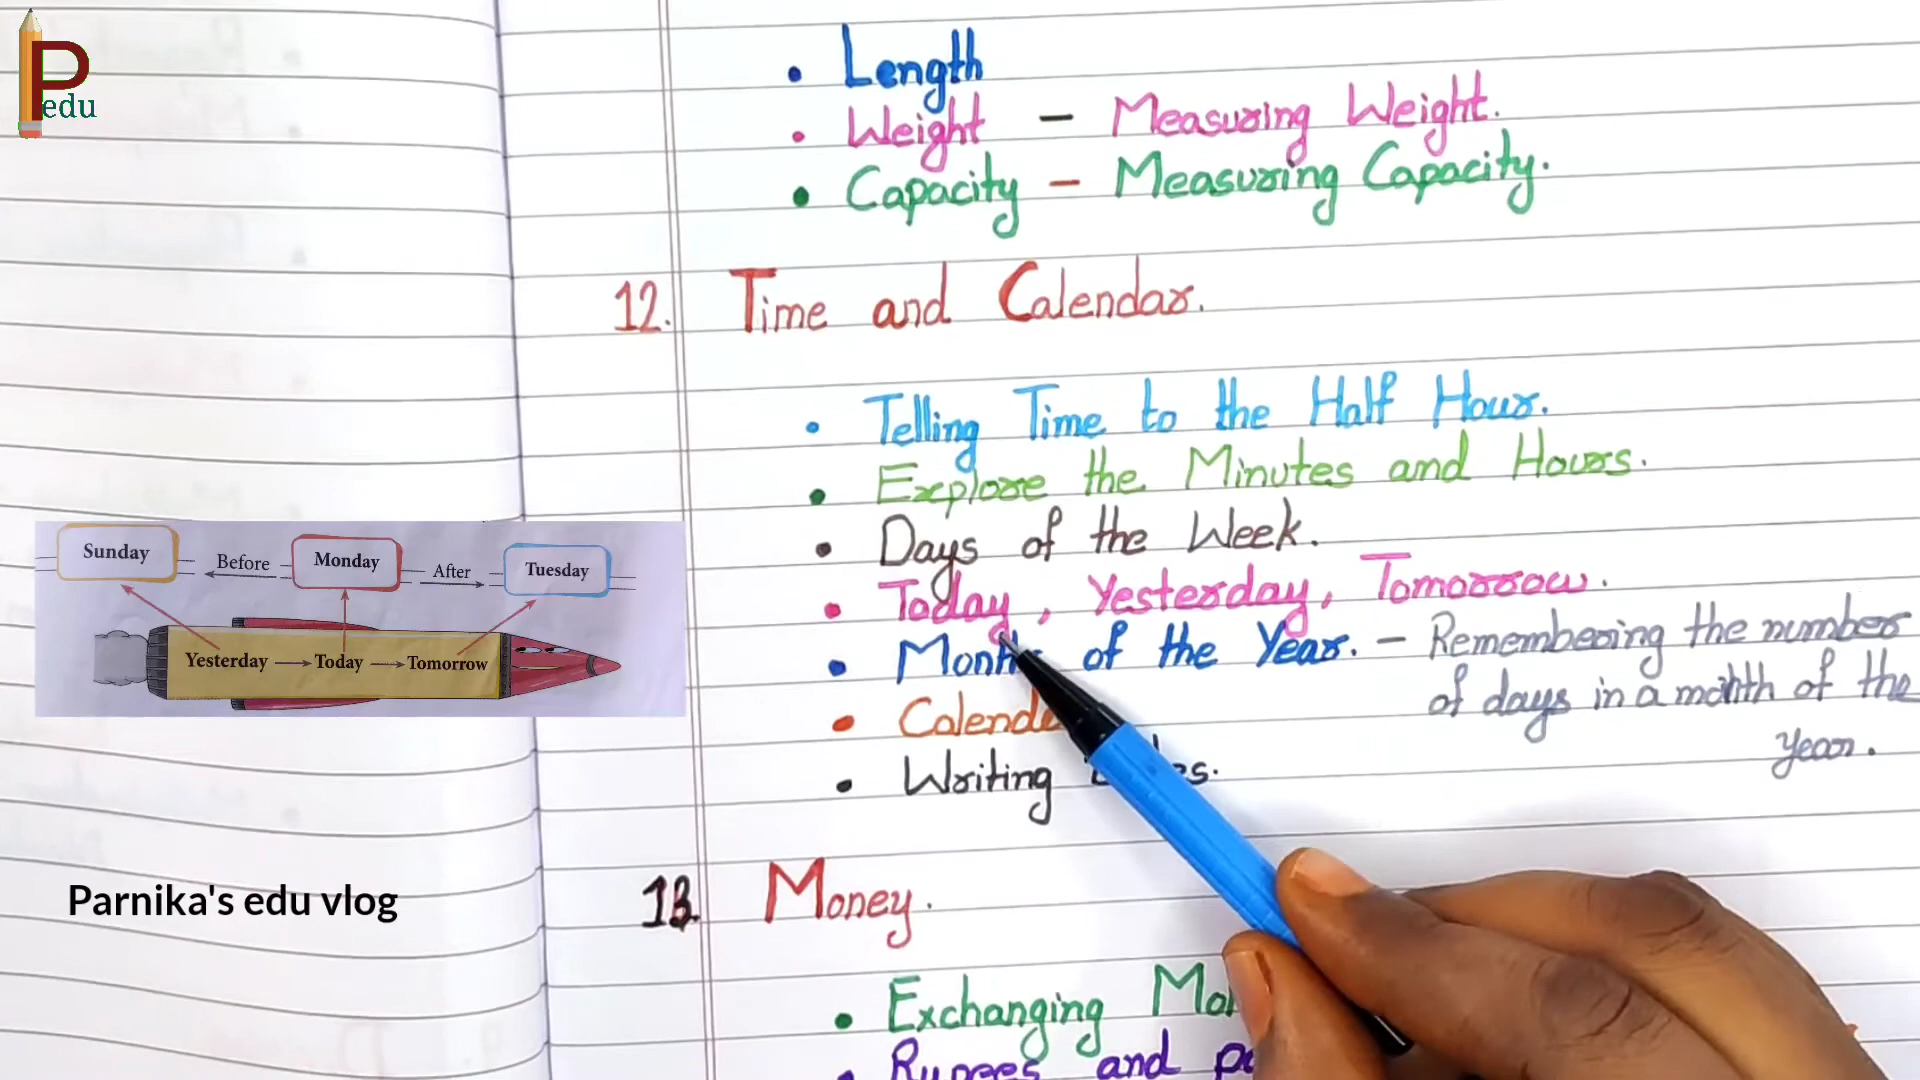 P
edu
• Length
• Weight - Measuring Weight.
• Capacity - Measuring Capacity.
12. Time and Calendar.
• Telling Time to the Half Hour.
• Explore the Minutes and Hours.
• Days of the Week.
• Today, Yesterday, Tomorrow.
• Months of the Year. - Remembering the number
of days in a month of the
year.
•
• Writing
Sunday Before Monday After Tuesday
Yesterday → Today → Tomorrow
Parnika's edu vlog
13. Money.
• Exchanging
• Rupees and